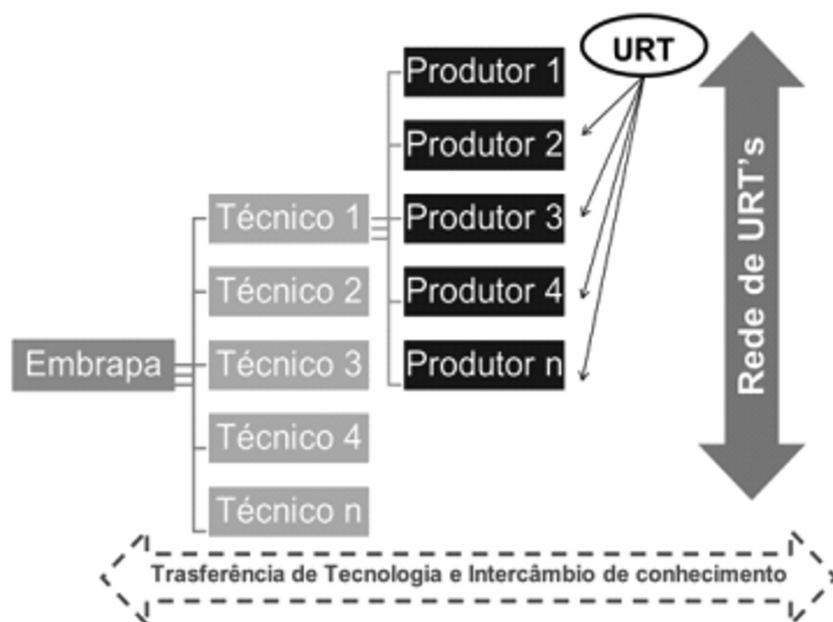 URT
Produtor 1
Produtor 2
Técnico 1
Produtor 3
Técnico 2
Produtor 4
Embrapa
Técnico 3
Produtor n
Técnico 4
Técnico n
Rede de URT's
Trasferência de Tecnologia e Intercâmbio de conhecimento